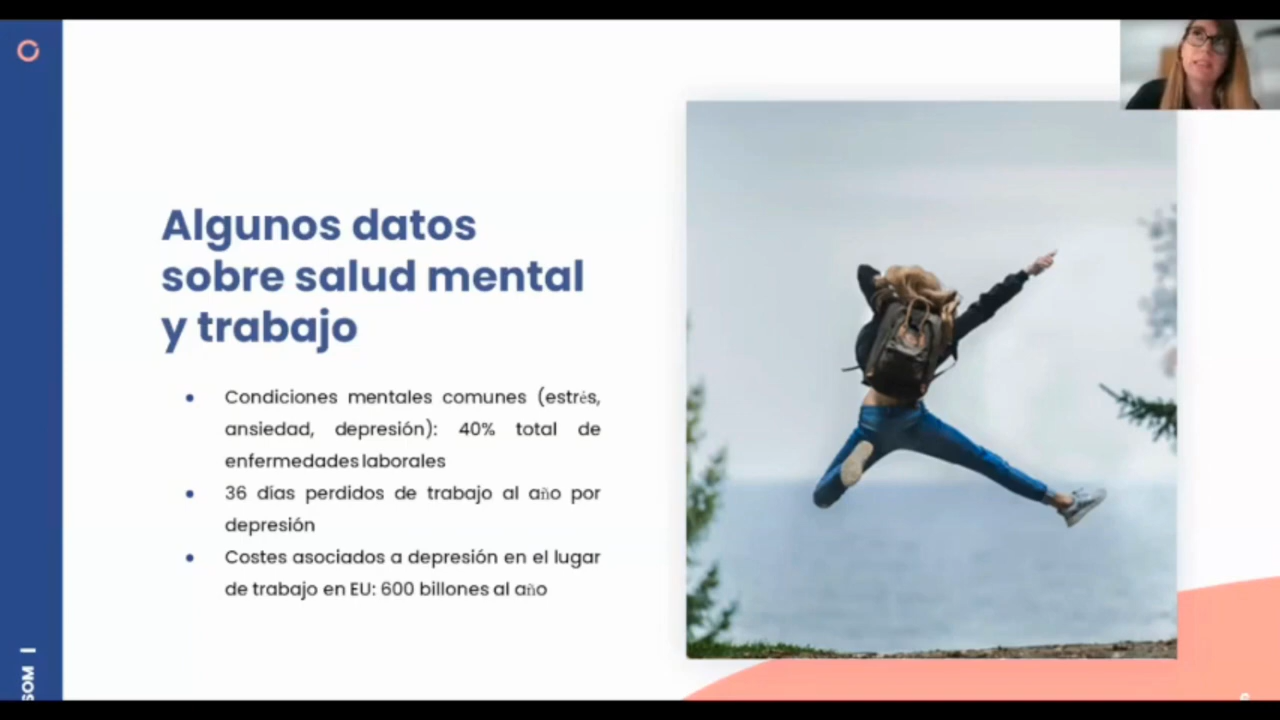 Algunos datos
sobre salud mental
y trabajo
Condiciones mentales comunes (estrés,
ansiedad, depresión): 40% total de
enfermedades laborales
36 días perdidos de trabajo al año por
depresión
Costes asociados a depresión en el lugar
de trabajo en EU: 600 billones al año
SOM